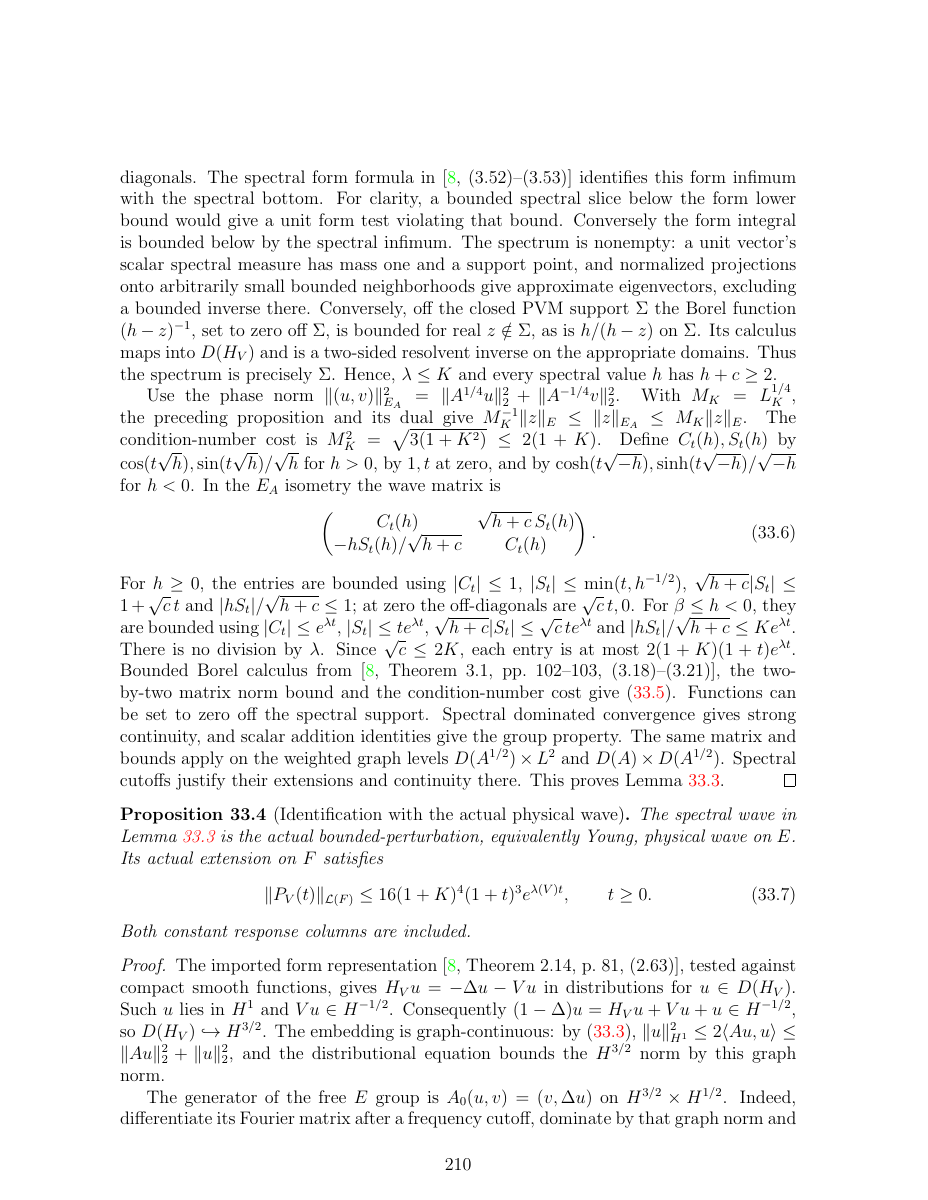 diagonals. The spectral form formula in [8, (3.52)–(3.53)] identifies this form infimum
with the spectral bottom. For clarity, a bounded spectral slice below the form lower
bound would give a unit form test violating that bound. Conversely the form integral
is bounded below by the spectral infimum. The spectrum is nonempty: a unit vector's
scalar spectral measure has mass one and a support point, and normalized projections
onto arbitrarily small bounded neighborhoods give approximate eigenvectors, excluding
a bounded inverse there. Conversely, off the closed PVM support Σ the Borel function
(h − z)⁻¹, set to zero off Σ, is bounded for real z ∉ Σ, as is h/(h − z) on Σ. Its calculus
maps into D(H_V) and is a two-sided resolvent inverse on the appropriate domains. Thus
the spectrum is precisely Σ. Hence, λ ≤ K and every spectral value h has h + c ≥ 2.
Use the phase norm ‖(u, v)‖²_{E_A} = ‖A^{1/4}u‖²₂ + ‖A^{−1/4}v‖²₂. With M_K = L_K^{1/4},
the preceding proposition and its dual give M_K^{−1}‖z‖_E ≤ ‖z‖_{E_A} ≤ M_K‖z‖_E. The
condition-number cost is M²_K = √(3(1 + K²)) ≤ 2(1 + K). Define C_t(h), S_t(h) by
cos(t√h), sin(t√h)/√h for h > 0, by 1, t at zero, and by cosh(t√−h), sinh(t√−h)/√−h
for h < 0. In the E_A isometry the wave matrix is
( C_t(h) √(h + c) S_t(h)
−hS_t(h)/√(h + c) C_t(h) ). (33.6)
For h ≥ 0, the entries are bounded using |C_t| ≤ 1, |S_t| ≤ min(t, h^{−1/2}), √(h + c)|S_t| ≤
1 + √c t and |hS_t|/√(h + c) ≤ 1; at zero the off-diagonals are √c t, 0. For β ≤ h < 0, they
are bounded using |C_t| ≤ e^{λt}, |S_t| ≤ te^{λt}, √(h + c)|S_t| ≤ √c te^{λt} and |hS_t|/√(h + c) ≤ Ke^{λt}.
There is no division by λ. Since √c ≤ 2K, each entry is at most 2(1 + K)(1 + t)e^{λt}.
Bounded Borel calculus from [8, Theorem 3.1, pp. 102–103, (3.18)–(3.21)], the two-
by-two matrix norm bound and the condition-number cost give (33.5). Functions can
be set to zero off the spectral support. Spectral dominated convergence gives strong
continuity, and scalar addition identities give the group property. The same matrix and
bounds apply on the weighted graph levels D(A^{1/2}) × L² and D(A) × D(A^{1/2}). Spectral
cutoffs justify their extensions and continuity there. This proves Lemma 33.3. □
Proposition 33.4 (Identification with the actual physical wave). The spectral wave in
Lemma 33.3 is the actual bounded-perturbation, equivalently Young, physical wave on E.
Its actual extension on F satisfies
‖P_V(t)‖_{𝓛(F)} ≤ 16(1 + K)⁴(1 + t)³e^{λ(V)t}, t ≥ 0. (33.7)
Both constant response columns are included.
Proof. The imported form representation [8, Theorem 2.14, p. 81, (2.63)], tested against
compact smooth functions, gives H_V u = −Δu − V u in distributions for u ∈ D(H_V).
Such u lies in H¹ and V u ∈ H^{−1/2}. Consequently (1 − Δ)u = H_V u + V u + u ∈ H^{−1/2},
so D(H_V) ↪ H^{3/2}. The embedding is graph-continuous: by (33.3), ‖u‖²_{H¹} ≤ 2⟨Au, u⟩ ≤
‖Au‖²₂ + ‖u‖²₂, and the distributional equation bounds the H^{3/2} norm by this graph
norm.
The generator of the free E group is A₀(u, v) = (v, Δu) on H^{3/2} × H^{1/2}. Indeed,
differentiate its Fourier matrix after a frequency cutoff, dominate by that graph norm and
210